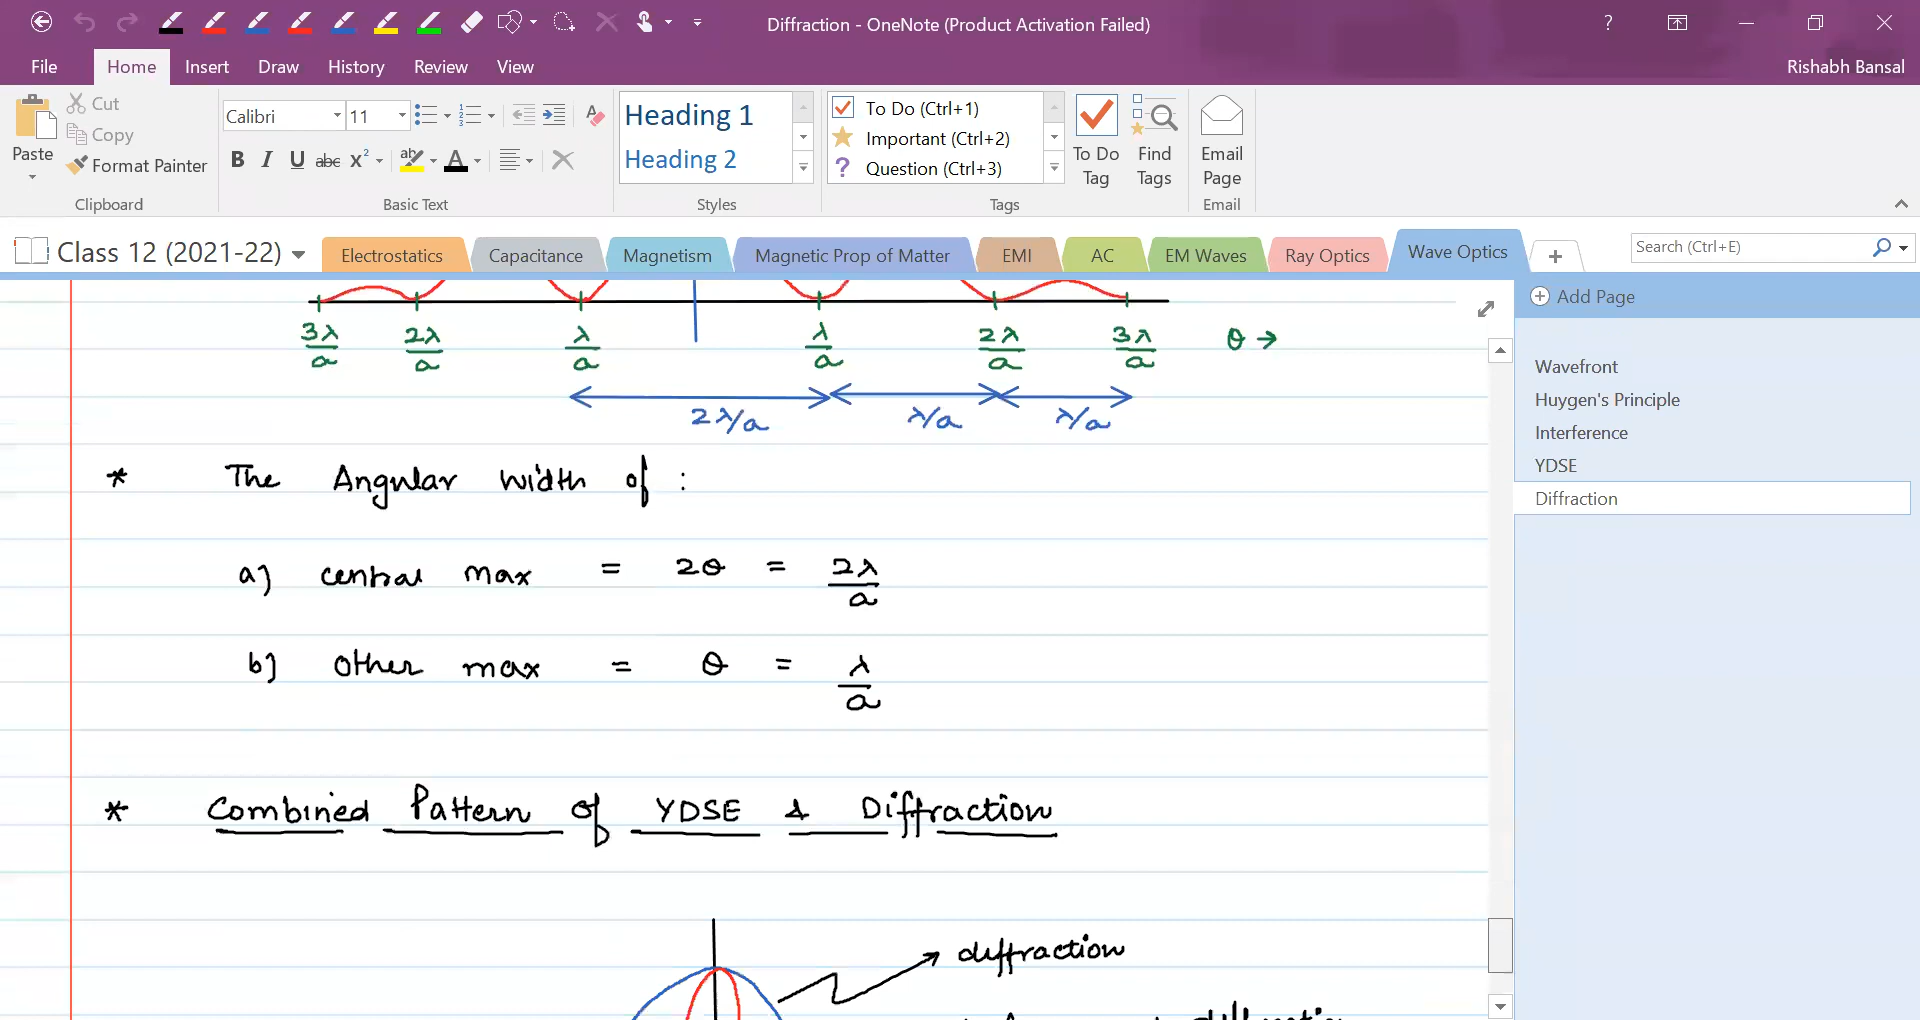 Diffraction - OneNote (Product Activation Failed)
?
File Home Insert Draw History Review View
Rishabh Bansal
Paste
Cut
Copy
Format Painter
Clipboard
Calibri 11
B I U abc X² ab A
Basic Text
Heading 1
Heading 2
Styles
To Do (Ctrl+1)
Important (Ctrl+2)
? Question (Ctrl+3)
Tags
To Do Tag
Find Tags
Email Page
Email
Class 12 (2021-22)
Electrostatics Capacitance Magnetism Magnetic Prop of Matter EMI AC EM Waves Ray Optics Wave Optics +
Search (Ctrl+E)
Add Page
Wavefront
Huygen's Principle
Interference
YDSE
Diffraction
3λ/a 2λ/a λ/a λ/a 2λ/a 3λ/a θ →
2λ/a λ/a λ/a
* The Angular width of :
a) central max = 2θ = 2λ/a
b) other max = θ = λ/a
* Combined Pattern of YDSE & Diffraction
diffraction